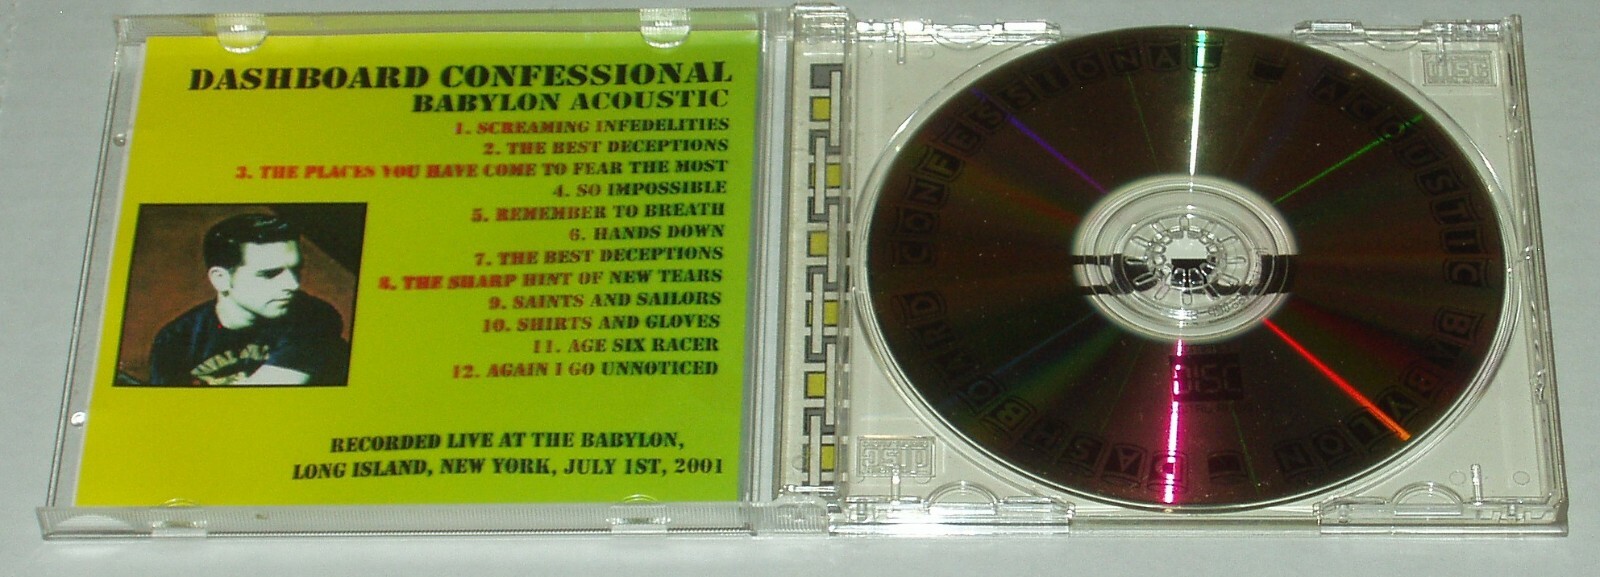 DASHBOARD CONFESSIONAL
BABYLON ACOUSTIC
1. SCREAMING INFEDELITIES
2. THE BEST DECEPTIONS
3. THE PLACES YOU HAVE COME TO FEAR THE MOST
4. SO IMPOSSIBLE
5. REMEMBER TO BREATH
6. HANDS DOWN
7. THE BEST DECEPTIONS
8. THE SHARP HINT OF NEW TEARS
9. SAINTS AND SAILORS
10. SHIRTS AND GLOVES
11. AGE SIX RACER
12. AGAIN I GO UNNOTICED
RECORDED LIVE AT THE BABYLON,
LONG ISLAND, NEW YORK, JULY 1ST, 2001
DASHBOARD CONFESSIONAL ACOUSTIC BABYLON
DISC
DISC
DISC